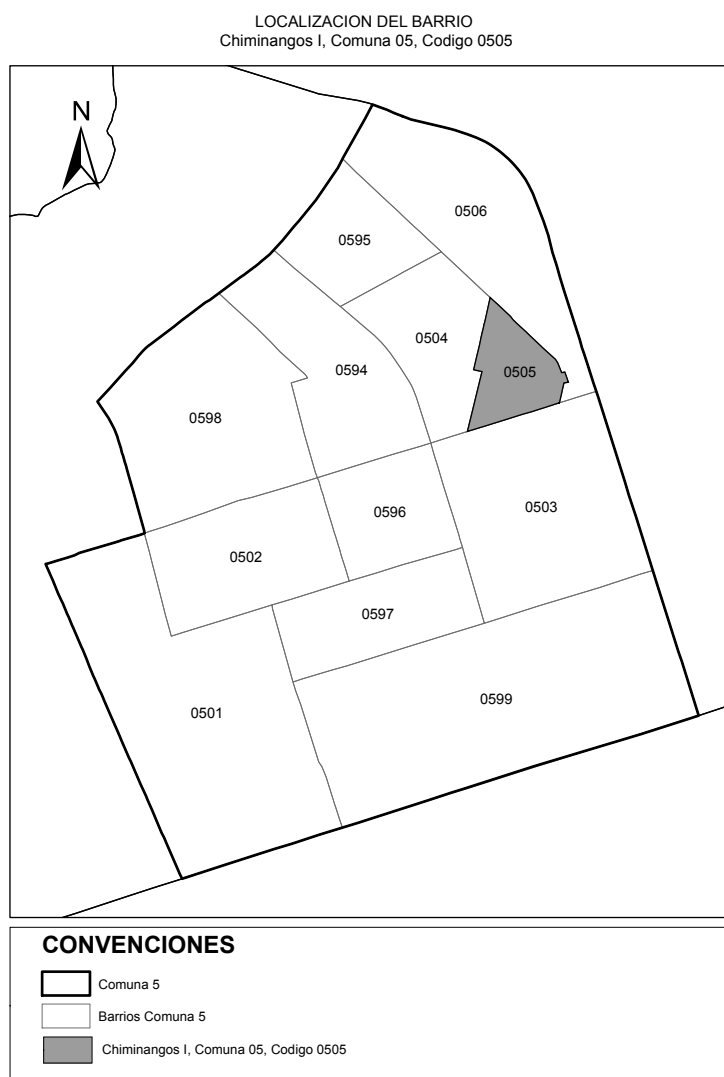 LOCALIZACION DEL BARRIO
Chiminangos I, Comuna 05, Codigo 0505
N
0506
0595
0504
0594
0505
0598
0503
0596
0502
0597
0599
0501
CONVENCIONES
Comuna 5
Barrios Comuna 5
Chiminangos I, Comuna 05, Codigo 0505